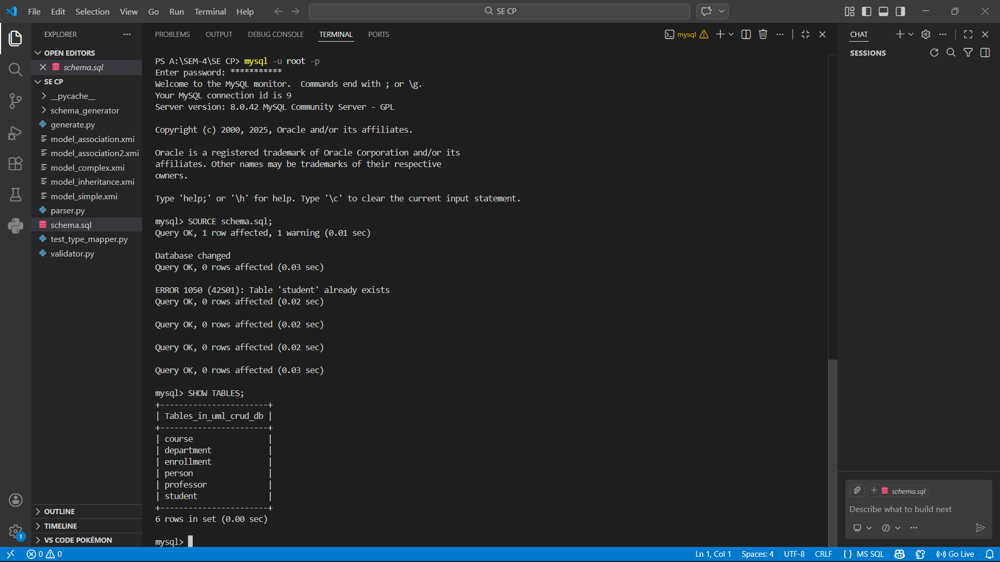 File Edit Selection View Go Run Terminal Help
SE CP
EXPLORER
OPEN EDITORS
schema.sql
SE CP
__pycache__
schema_generator
generate.py
model_association.xmi
model_association2.xmi
model_complex.xmi
model_inheritance.xmi
model_simple.xmi
parser.py
schema.sql
test_type_mapper.py
validator.py
OUTLINE
TIMELINE
VS CODE POKÉMON
1
PROBLEMS OUTPUT DEBUG CONSOLE TERMINAL PORTS
mysql
PS A:\SEM-4\SE CP> mysql -u root -p
Enter password: ***********
Welcome to the MySQL monitor.  Commands end with ; or \g.
Your MySQL connection id is 9
Server version: 8.0.42 MySQL Community Server - GPL
Copyright (c) 2000, 2025, Oracle and/or its affiliates.
Oracle is a registered trademark of Oracle Corporation and/or its
affiliates. Other names may be trademarks of their respective
owners.
Type 'help;' or '\h' for help. Type '\c' to clear the current input statement.
mysql> SOURCE schema.sql;
Query OK, 1 row affected, 1 warning (0.01 sec)
Database changed
Query OK, 0 rows affected (0.03 sec)
ERROR 1050 (42S01): Table 'student' already exists
Query OK, 0 rows affected (0.02 sec)
Query OK, 0 rows affected (0.02 sec)
Query OK, 0 rows affected (0.02 sec)
Query OK, 0 rows affected (0.03 sec)
mysql> SHOW TABLES;
+-----------------------+
| Tables_in_uml_crud_db |
+-----------------------+
| course                |
| department            |
| enrollment            |
| person                |
| professor             |
| student               |
+-----------------------+
6 rows in set (0.00 sec)
mysql>
CHAT
SESSIONS
schema.sql
Describe what to build next
0 0
Ln 1, Col 1 Spaces: 4 UTF-8 CRLF {} MS SQL Go Live